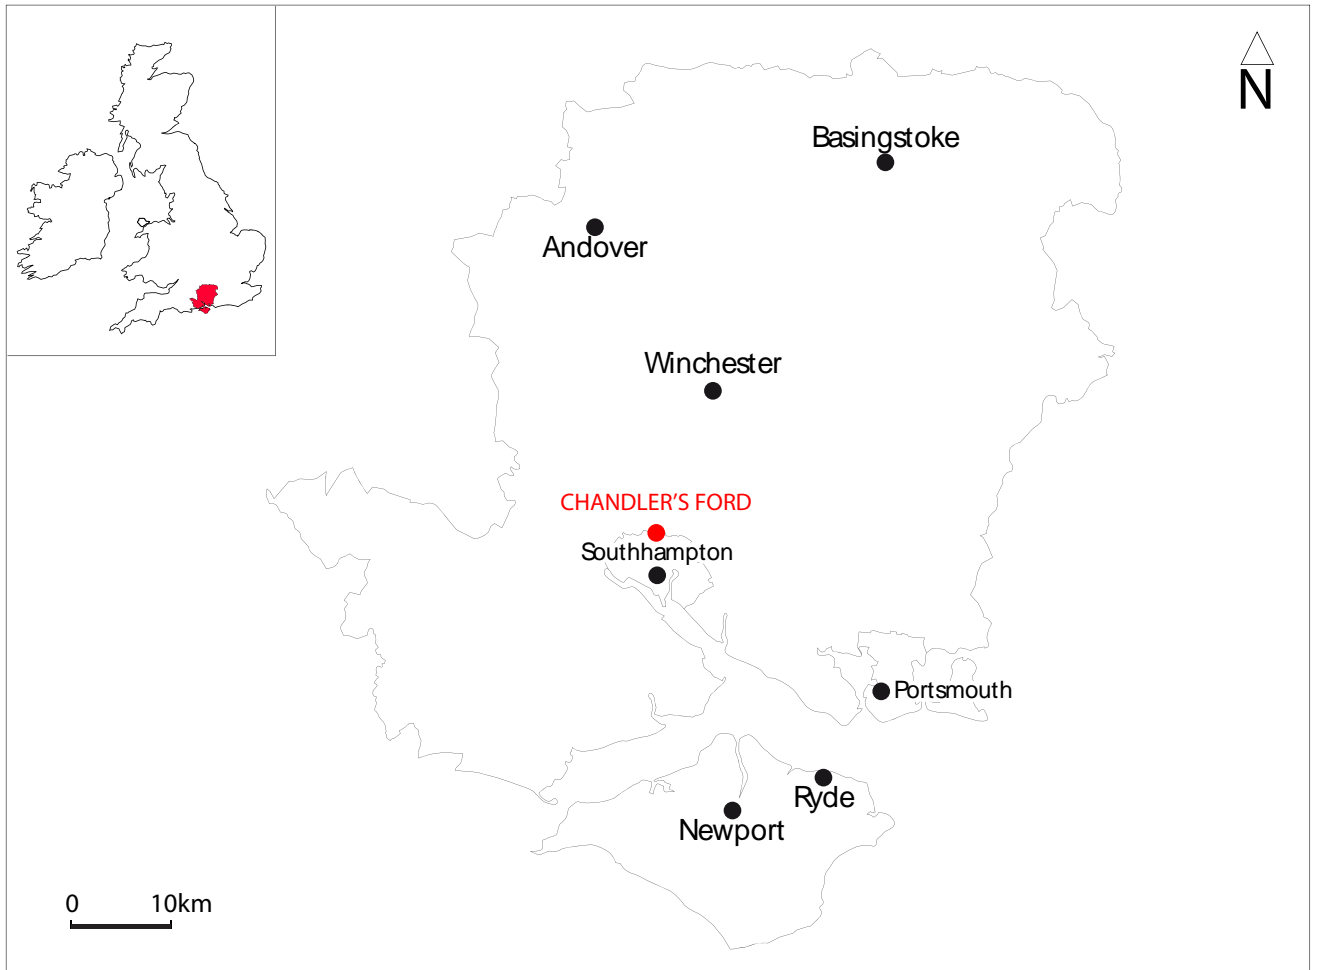 N
Basingstoke
Andover
Winchester
CHANDLER'S FORD
Southhampton
Portsmouth
Ryde
Newport
0 10km